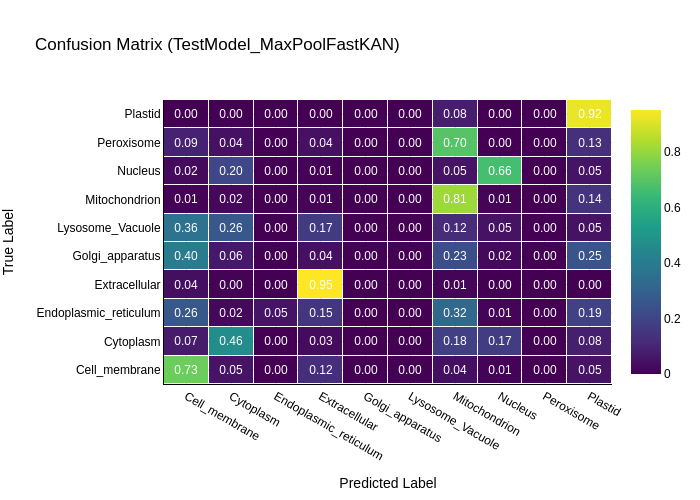 Confusion Matrix (TestModel_MaxPoolFastKAN)
Plastid 0.00 0.00 0.00 0.00 0.00 0.00 0.08 0.00 0.00 0.92
Peroxisome 0.09 0.04 0.00 0.04 0.00 0.00 0.70 0.00 0.00 0.13
Nucleus 0.02 0.20 0.00 0.01 0.00 0.00 0.05 0.66 0.00 0.05
Mitochondrion 0.01 0.02 0.00 0.01 0.00 0.00 0.81 0.01 0.00 0.14
Lysosome_Vacuole 0.36 0.26 0.00 0.17 0.00 0.00 0.12 0.05 0.00 0.05
Golgi_apparatus 0.40 0.06 0.00 0.04 0.00 0.00 0.23 0.02 0.00 0.25
Extracellular 0.04 0.00 0.00 0.95 0.00 0.00 0.01 0.00 0.00 0.00
Endoplasmic_reticulum 0.26 0.02 0.05 0.15 0.00 0.00 0.32 0.01 0.00 0.19
Cytoplasm 0.07 0.46 0.00 0.03 0.00 0.00 0.18 0.17 0.00 0.08
Cell_membrane 0.73 0.05 0.00 0.12 0.00 0.00 0.04 0.01 0.00 0.05
Cell_membrane
Cytoplasm
Endoplasmic_reticulum
Extracellular
Golgi_apparatus
Lysosome_Vacuole
Mitochondrion
Nucleus
Peroxisome
Plastid
Predicted Label
True Label
0.8
0.6
0.4
0.2
0